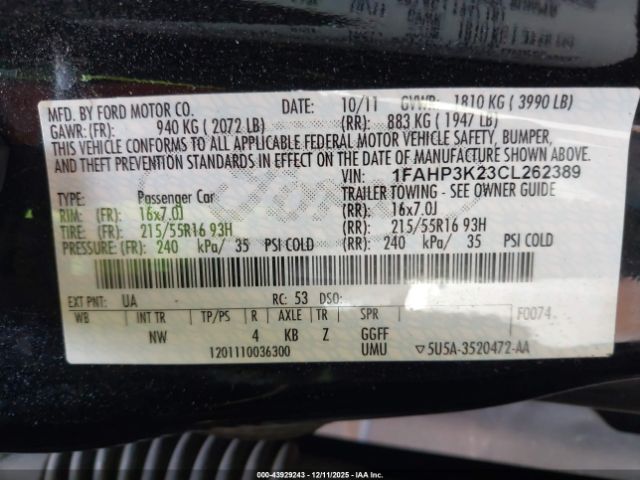 MFD. BY FORD MOTOR CO. DATE: 10/11 GVWR: 1810 KG ( 3990 LB)
GAWR: (FR): 940 KG ( 2072 LB) (RR): 883 KG ( 1947 LB)
THIS VEHICLE CONFORMS TO ALL APPLICABLE FEDERAL MOTOR VEHICLE SAFETY, BUMPER,
AND THEFT PREVENTION STANDARDS IN EFFECT ON THE DATE OF MANUFACTURE SHOWN ABOVE.
VIN: 1FAHP3K23CL262389
TYPE: Passenger Car TRAILER TOWING - SEE OWNER GUIDE
RIM: (FR): 16x7.0J (RR): 16x7.0J
TIRE: (FR): 215/55R16 93H (RR): 215/55R16 93H
PRESSURE: (FR): 240 kPa/ 35 PSI COLD (RR): 240 kPa/ 35 PSI COLD
EXT PNT: UA RC: 53 DSO: F0074
WB INT TR TP/PS R AXLE TR SPR
NW 4 KB Z GGFF
1201110036300 UMU ▽5U5A-3520472-AA
000-43929243 - 12/11/2025 - IAA, Inc.